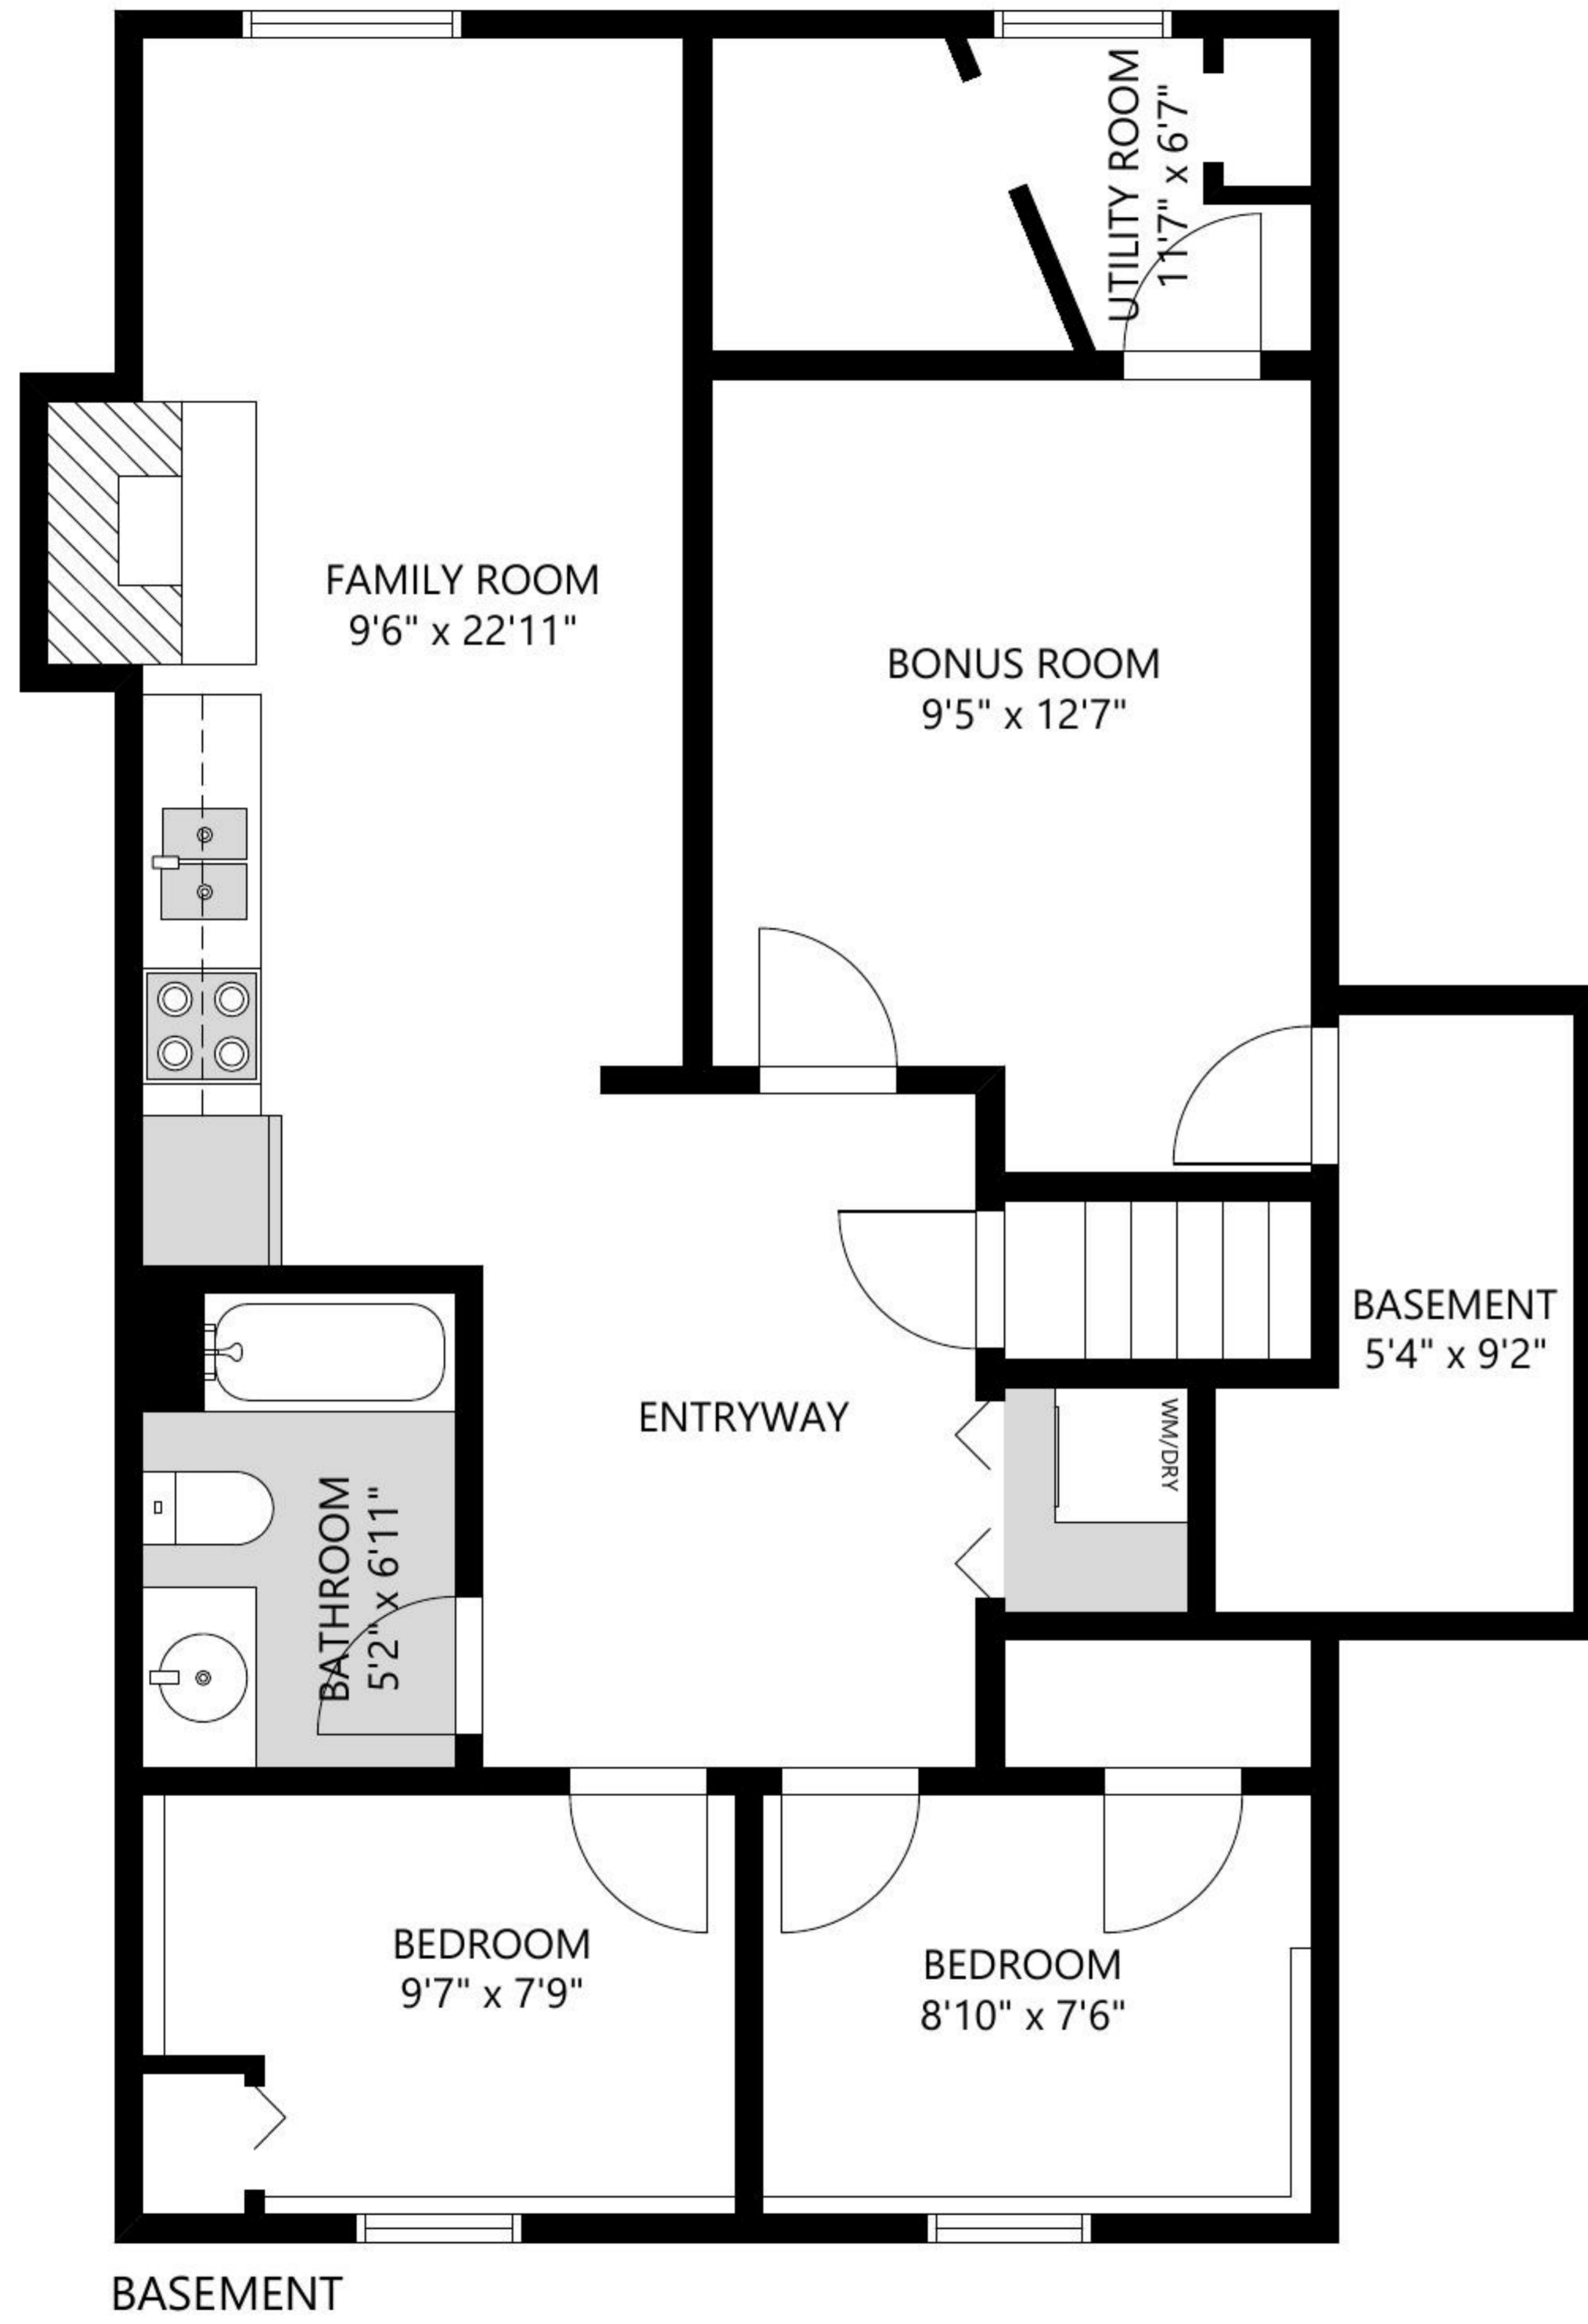 UTILITY ROOM
11'7" x 6'7"
FAMILY ROOM
9'6" x 22'11"
BONUS ROOM
9'5" x 12'7"
BASEMENT
5'4" x 9'2"
ENTRYWAY
WM/DRY
BATHROOM
5'2" x 6'11"
BEDROOM
9'7" x 7'9"
BEDROOM
8'10" x 7'6"
BASEMENT